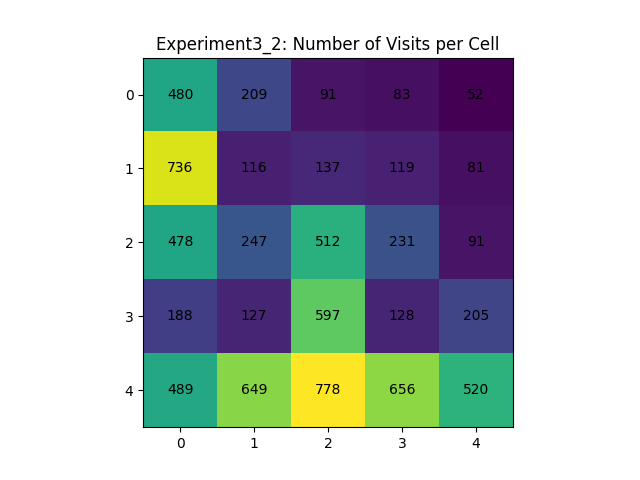 Experiment3_2: Number of Visits per Cell
0 480 209 91 83 52
1 736 116 137 119 81
2 478 247 512 231 91
3 188 127 597 128 205
4 489 649 778 656 520
0 1 2 3 4